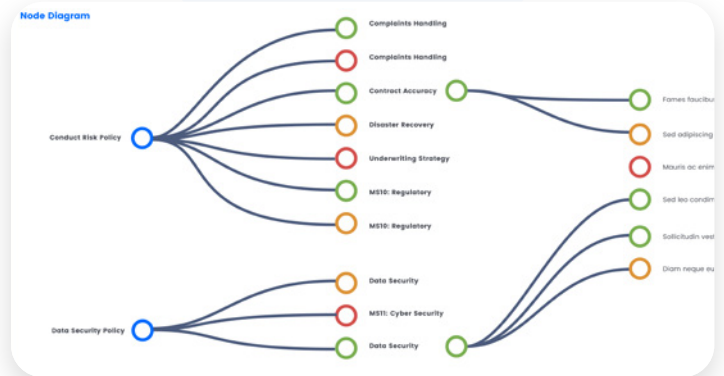 Node Diagram
Complaints Handling
Complaints Handling
Contract Accuracy
Fames faucibu
Disaster Recovery
Sed adipiscing
Conduct Risk Policy
Underwriting Strategy
Mauris ac enim
MS10: Regulatory
Sed leo condim
MS10: Regulatory
Sollicitudin vest
Diam neque eu
Data Security
MS11: Cyber Security
Data Security Policy
Data Security